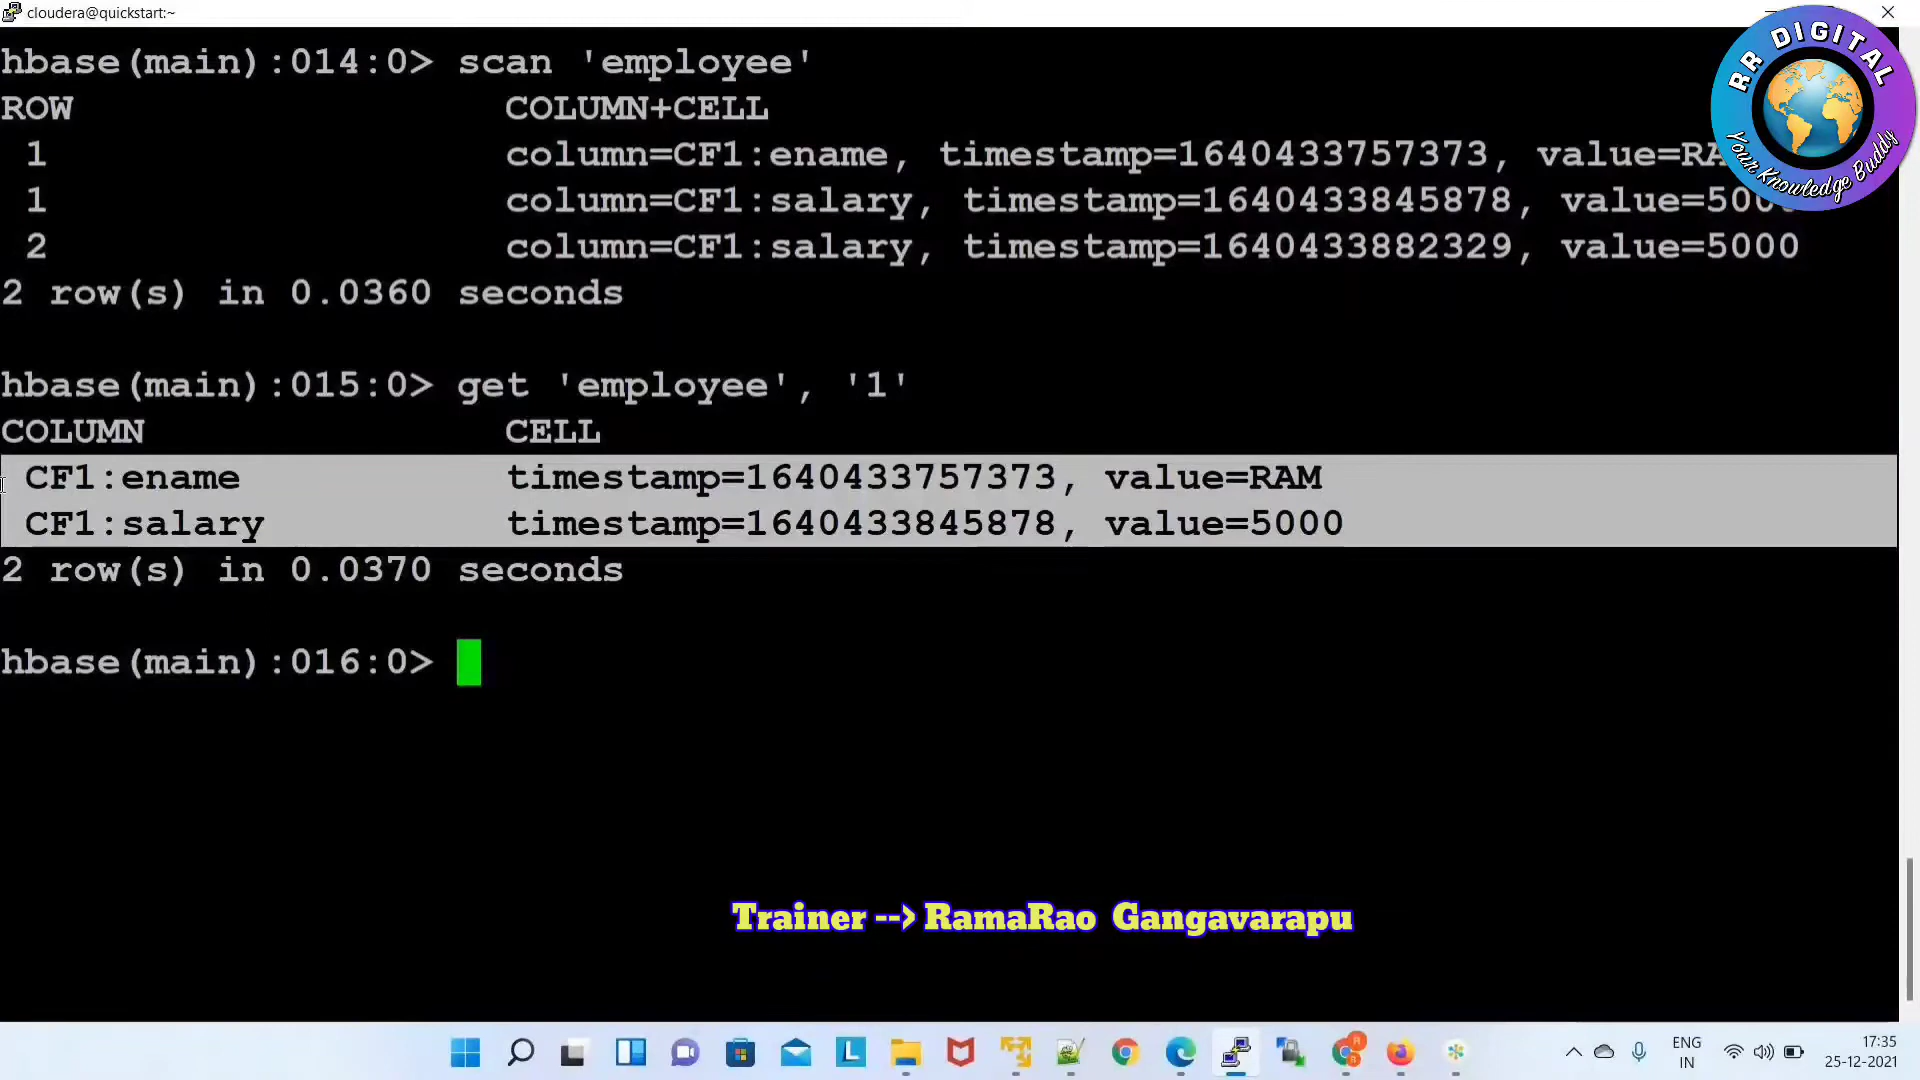 cloudera@quickstart:~
hbase(main):014:0> scan 'employee'
ROW COLUMN+CELL
1 column=CF1:ename, timestamp=1640433757373, value=RA
1 column=CF1:salary, timestamp=1640433845878, value=5000
2 column=CF1:salary, timestamp=1640433882329, value=5000
2 row(s) in 0.0360 seconds
RR DIGITAL
Your Knowledge Buddy
hbase(main):015:0> get 'employee', '1'
COLUMN CELL
CF1:ename timestamp=1640433757373, value=RAM
CF1:salary timestamp=1640433845878, value=5000
2 row(s) in 0.0370 seconds
hbase(main):016:0>
Trainer --> RamaRao Gangavarapu
ENG 17:35
IN 25-12-2021